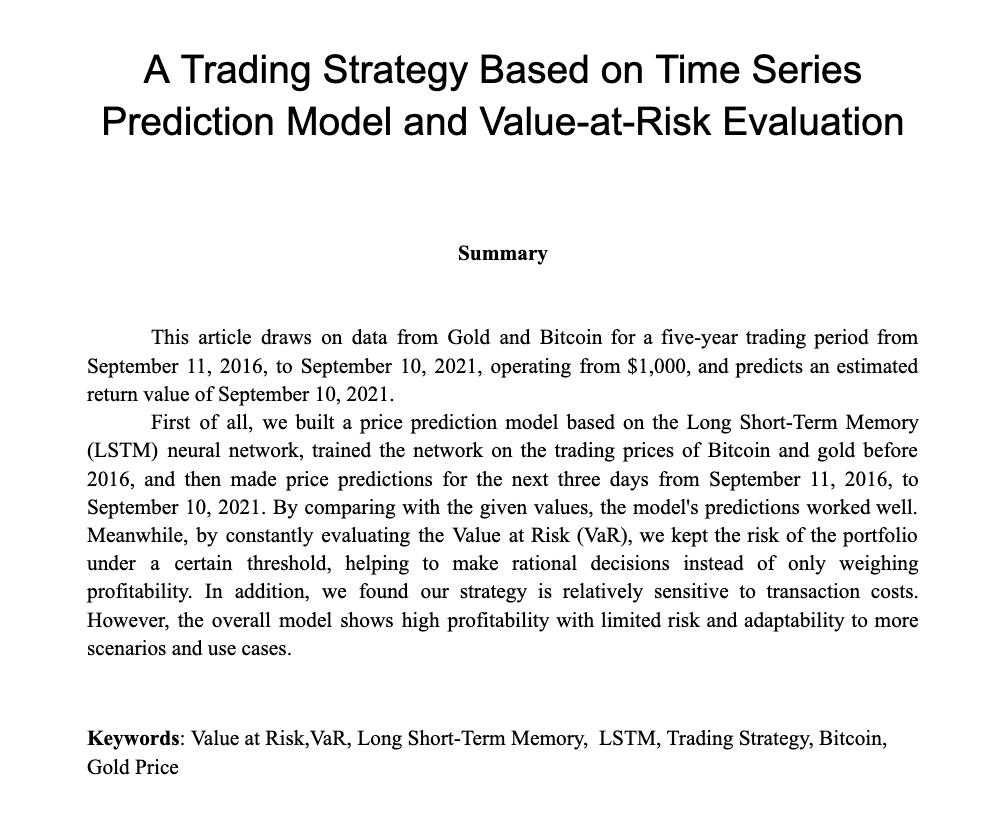 A Trading Strategy Based on Time Series
Prediction Model and Value-at-Risk Evaluation
Summary
This article draws on data from Gold and Bitcoin for a five-year trading period from
September 11, 2016, to September 10, 2021, operating from $1,000, and predicts an estimated
return value of September 10, 2021.
First of all, we built a price prediction model based on the Long Short-Term Memory
(LSTM) neural network, trained the network on the trading prices of Bitcoin and gold before
2016, and then made price predictions for the next three days from September 11, 2016, to
September 10, 2021. By comparing with the given values, the model's predictions worked well.
Meanwhile, by constantly evaluating the Value at Risk (VaR), we kept the risk of the portfolio
under a certain threshold, helping to make rational decisions instead of only weighing
profitability. In addition, we found our strategy is relatively sensitive to transaction costs.
However, the overall model shows high profitability with limited risk and adaptability to more
scenarios and use cases.
Keywords: Value at Risk,VaR, Long Short-Term Memory,  LSTM, Trading Strategy, Bitcoin,
Gold Price